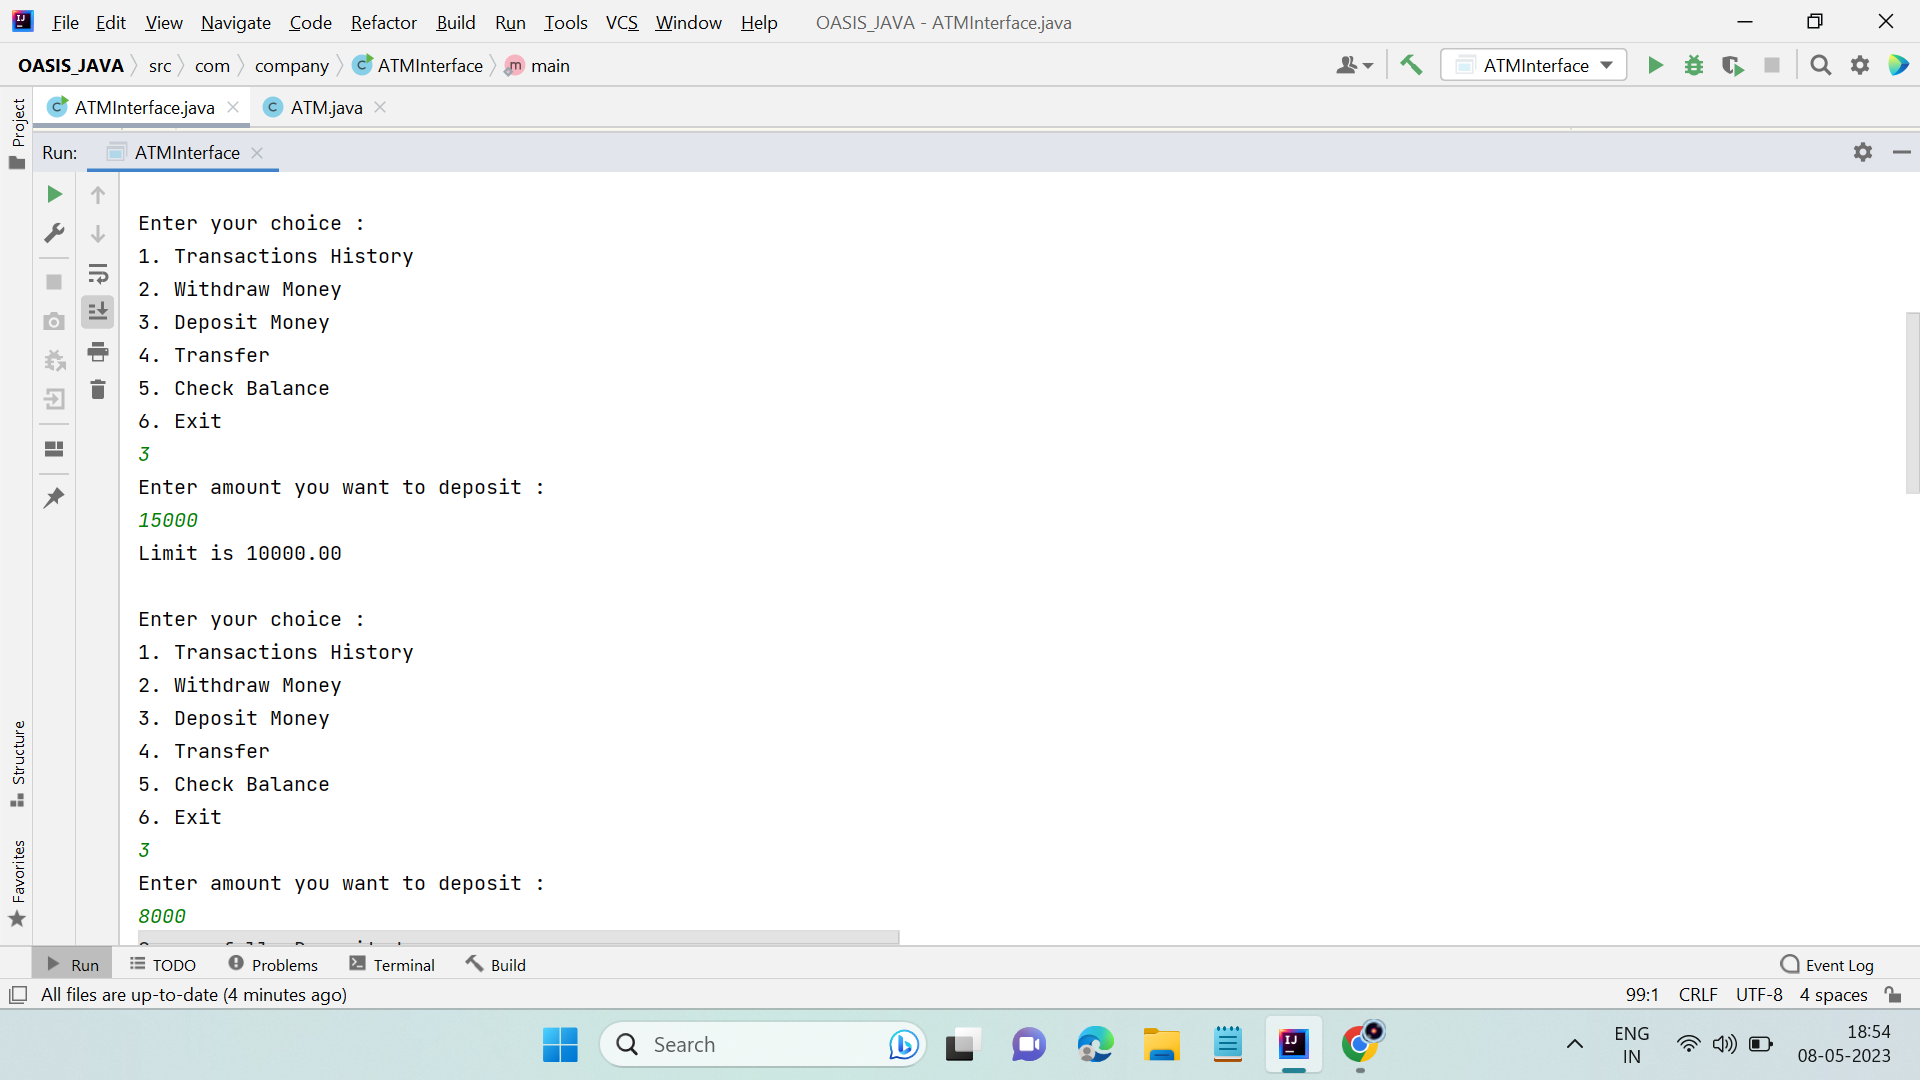 File Edit View Navigate Code Refactor Build Run Tools VCS Window Help OASIS_JAVA - ATMInterface.java
OASIS_JAVA src com company ATMInterface main ATMInterface
ATMInterface.java ATM.java
Project
Run: ATMInterface
Enter your choice :
1. Transactions History
2. Withdraw Money
3. Deposit Money
4. Transfer
5. Check Balance
6. Exit
3
Enter amount you want to deposit :
15000
Limit is 10000.00
Enter your choice :
1. Transactions History
2. Withdraw Money
3. Deposit Money
4. Transfer
5. Check Balance
6. Exit
3
Enter amount you want to deposit :
8000
Structure
Favorites
Run TODO Problems Terminal Build Event Log
All files are up-to-date (4 minutes ago) 99:1 CRLF UTF-8 4 spaces
Search
ENG
IN
18:54
08-05-2023